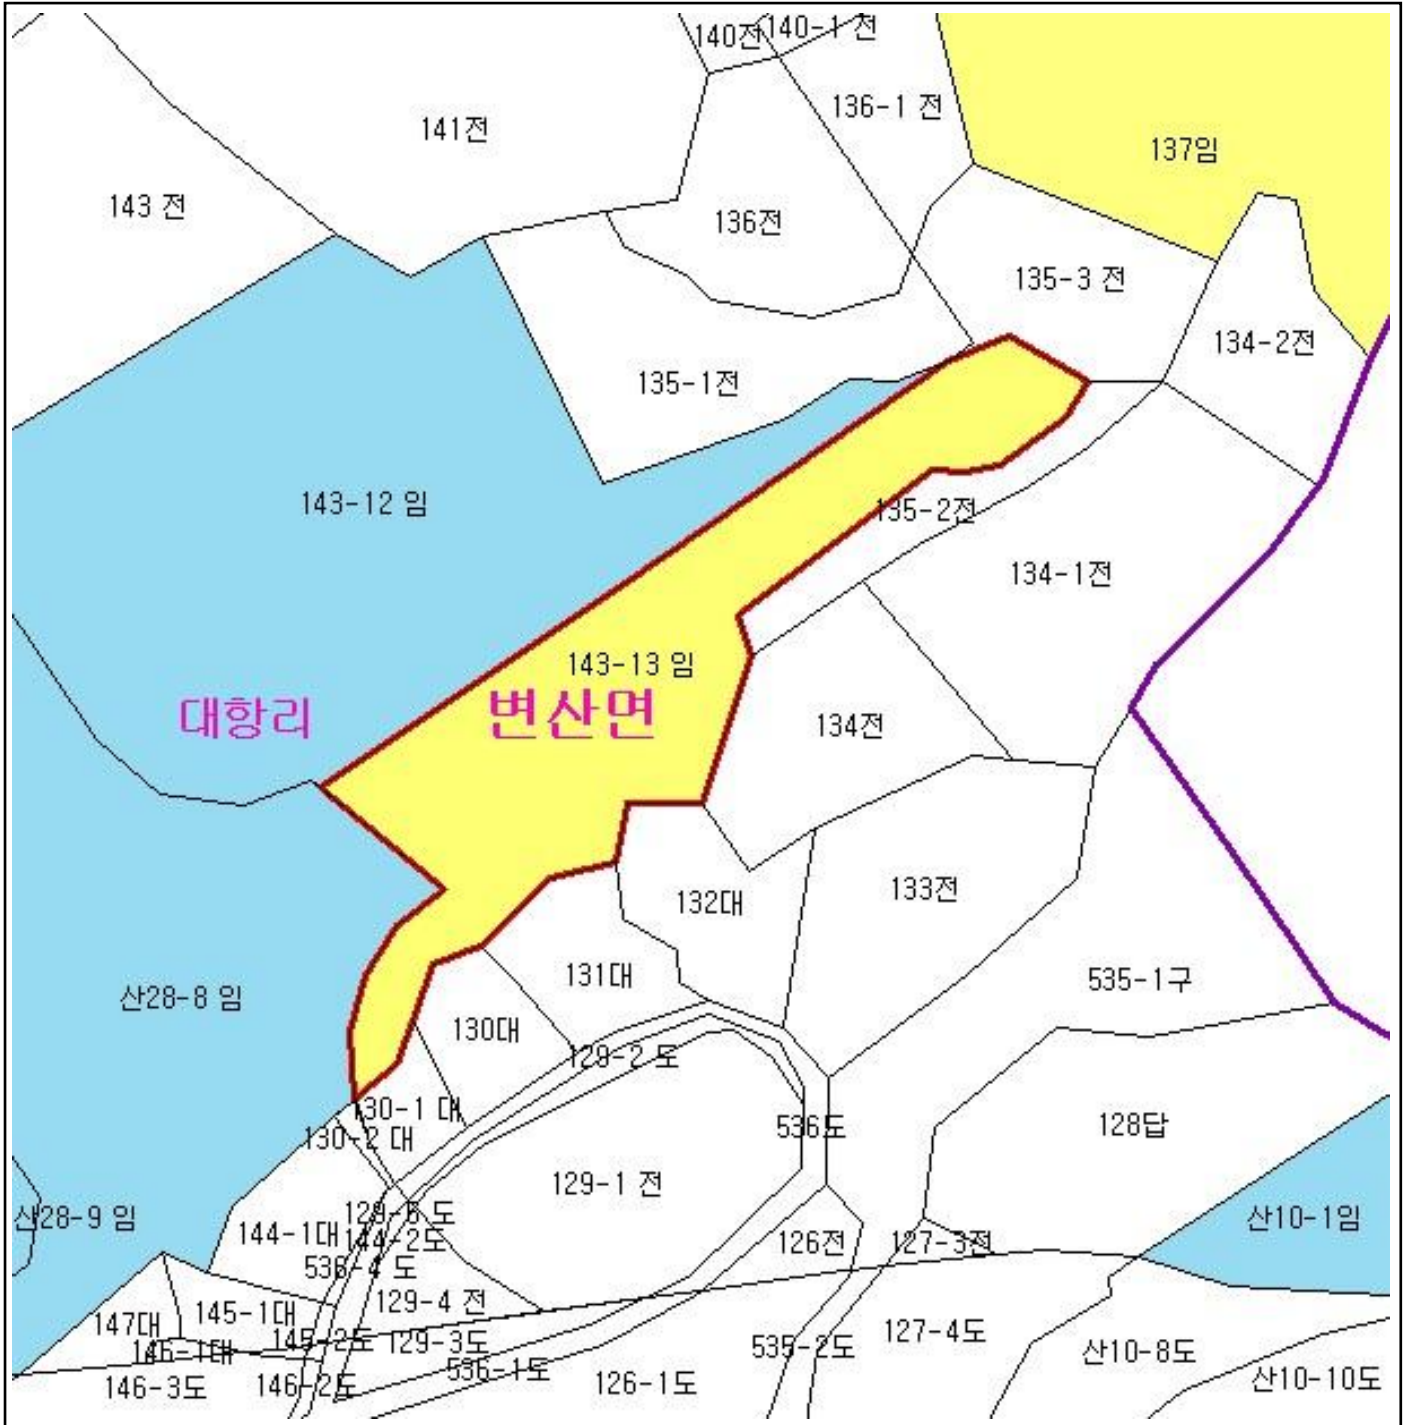 140전
140-1 전
136-1 전
141전
137임
143 전
136전
135-3 전
134-2전
135-1전
143-12 임
135-2전
134-1전
143-13 임
대항리
변산면
134전
133전
132대
131대
535-1구
산28-8 임
130대
129-2 도
130-1 대
536도
128답
130-2 대
129-1 전
산28-9 임
129-6 도
산10-1임
144-1대
144-2도
126전
127-3전
536-4 도
129-4 전
145-1대
147대
145-2도
129-3도
127-4도
146-1대
535-2도
산10-8도
536-1도
146-3도
146-2도
126-1도
산10-10도